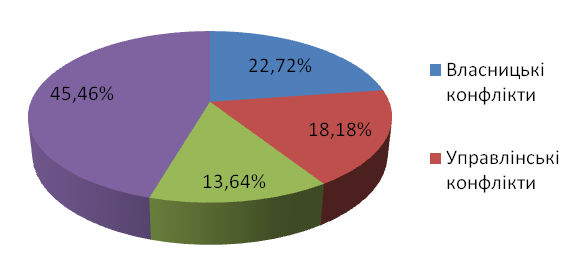 22,72%
45,46%
18,18%
13,64%
Власницькі
конфлікти
Управлінські
конфлікти